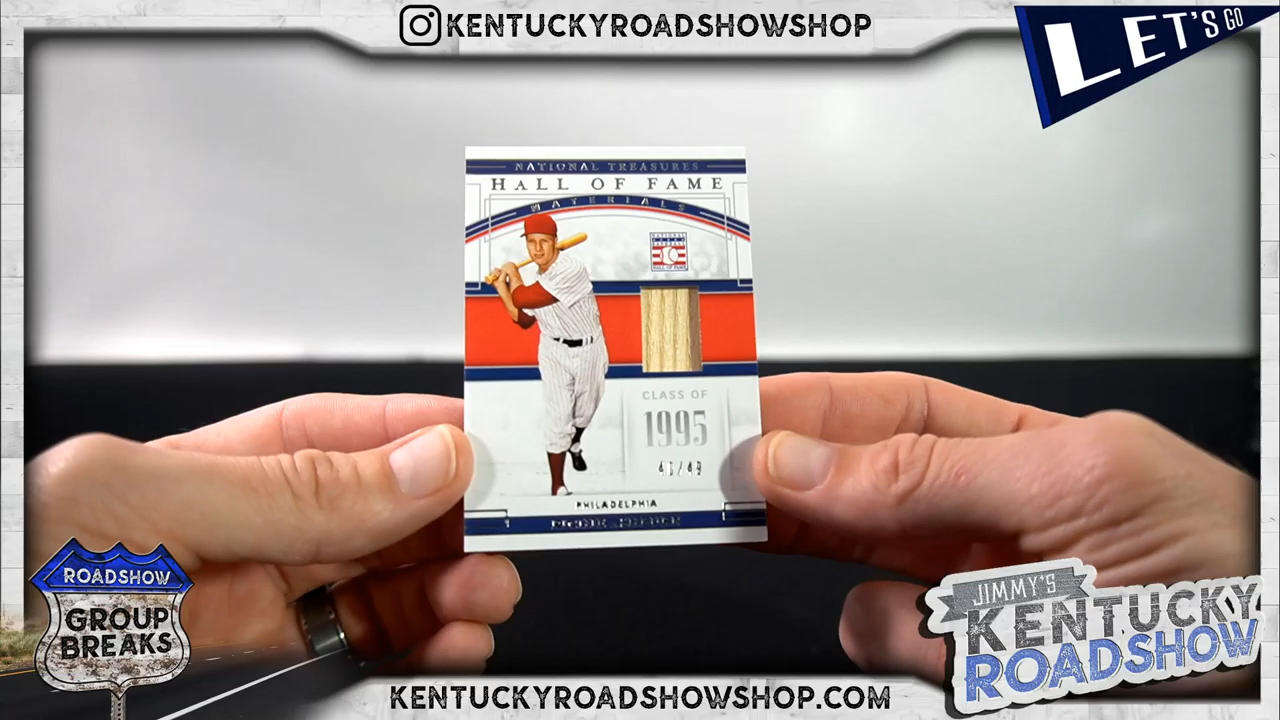 KENTUCKYROADSHOWSHOP
LET'S GO
NATIONAL TREASURES
HALL OF FAME
MATERIALS
CLASS OF
1995
PHILADELPHIA
ROADSHOW
GROUP
BREAKS
JIMMY'S
KENTUCKY
ROADSHOW
KENTUCKYROADSHOWSHOP.COM